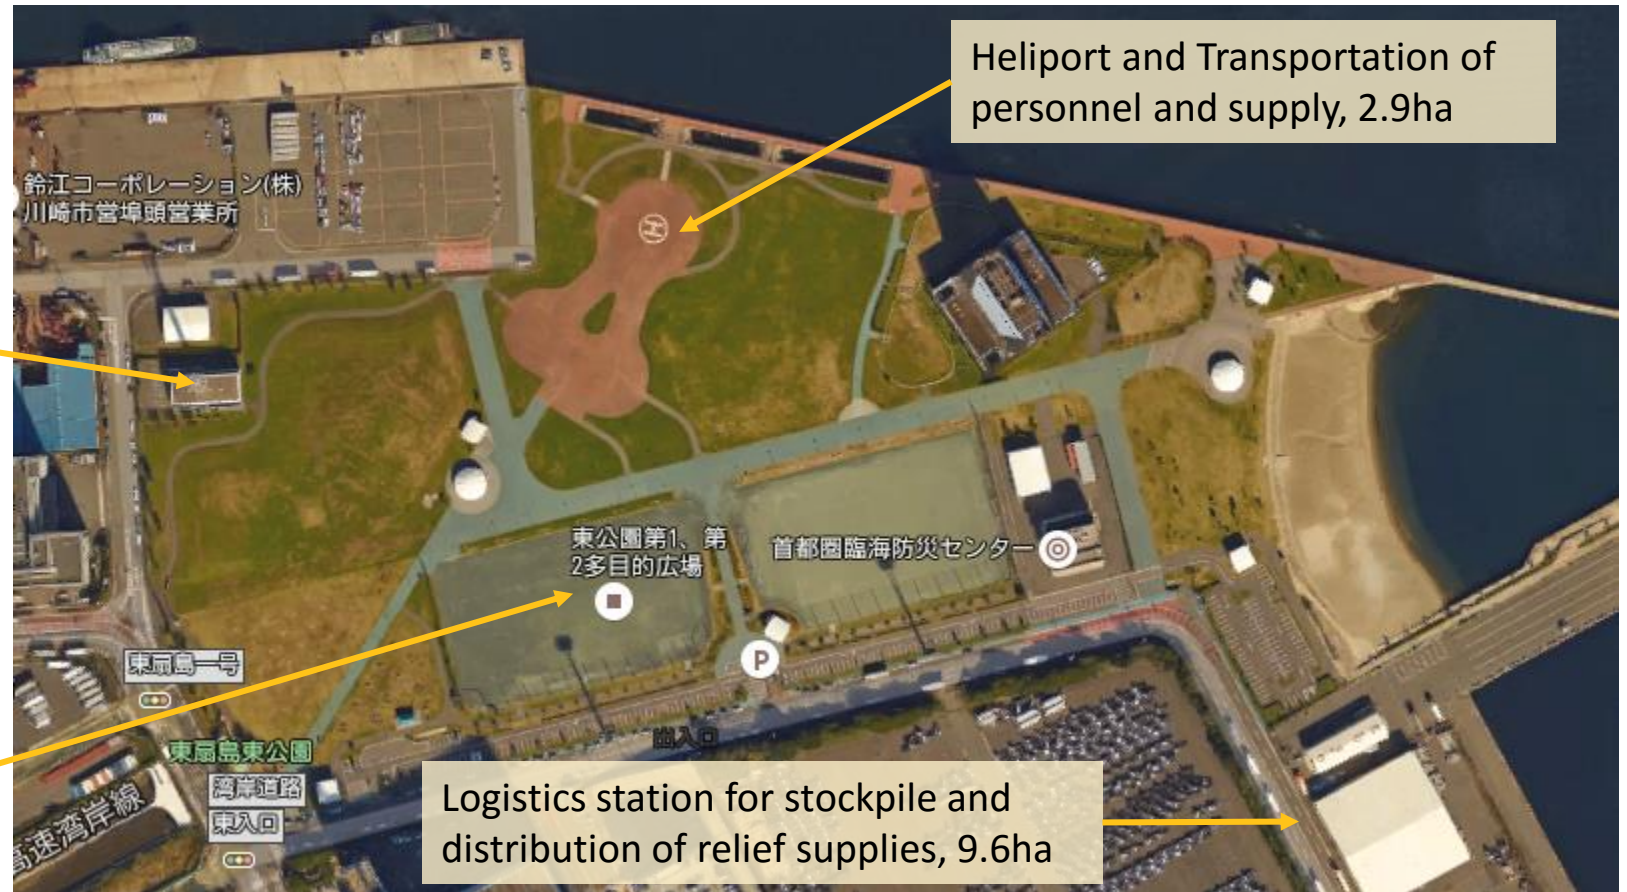 Heliport and Transportation of
personnel and supply, 2.9ha
鈴江コーポレーション(株)
川崎市営埠頭営業所
H
東公園第1、第
2多目的広場
首都圏臨海防災センター
P
東扇島一号
東扇島東公園
出入口
湾岸道路
東入口
高速湾岸線
Logistics station for stockpile and
distribution of relief supplies, 9.6ha